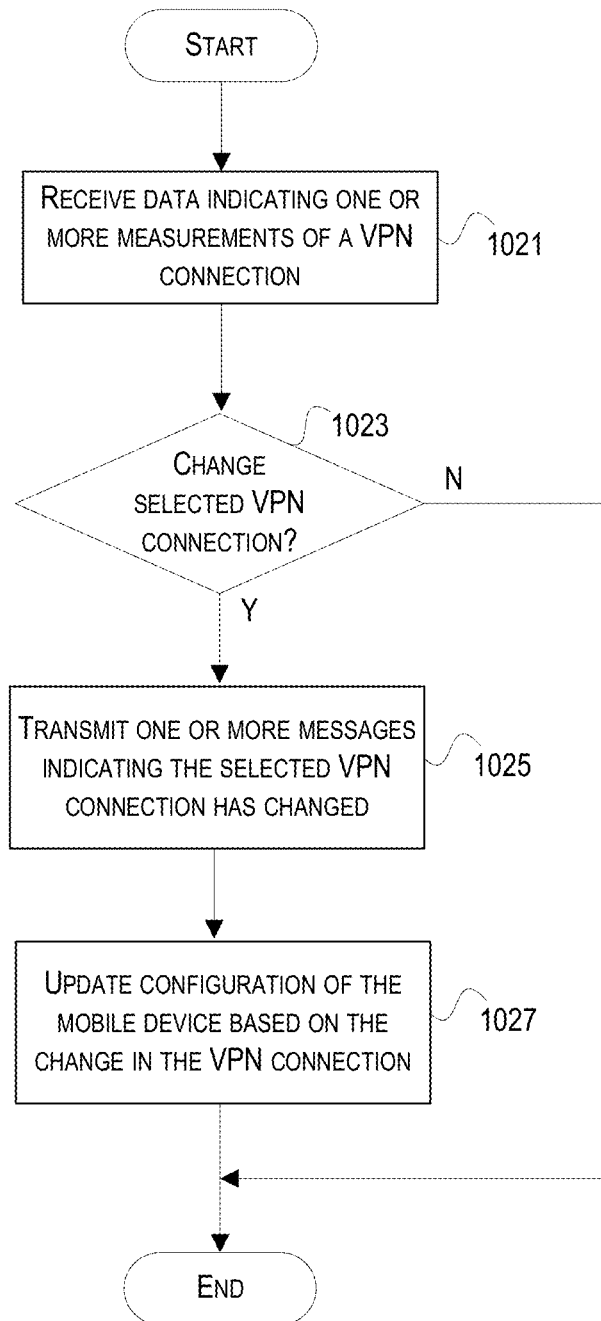 START
RECEIVE DATA INDICATING ONE OR
MORE MEASUREMENTS OF A VPN
CONNECTION
1021
1023
CHANGE
SELECTED VPN
CONNECTION?
N
Y
TRANSMIT ONE OR MORE MESSAGES
INDICATING THE SELECTED VPN
CONNECTION HAS CHANGED
1025
UPDATE CONFIGURATION OF THE
MOBILE DEVICE BASED ON THE
CHANGE IN THE VPN CONNECTION
1027
END